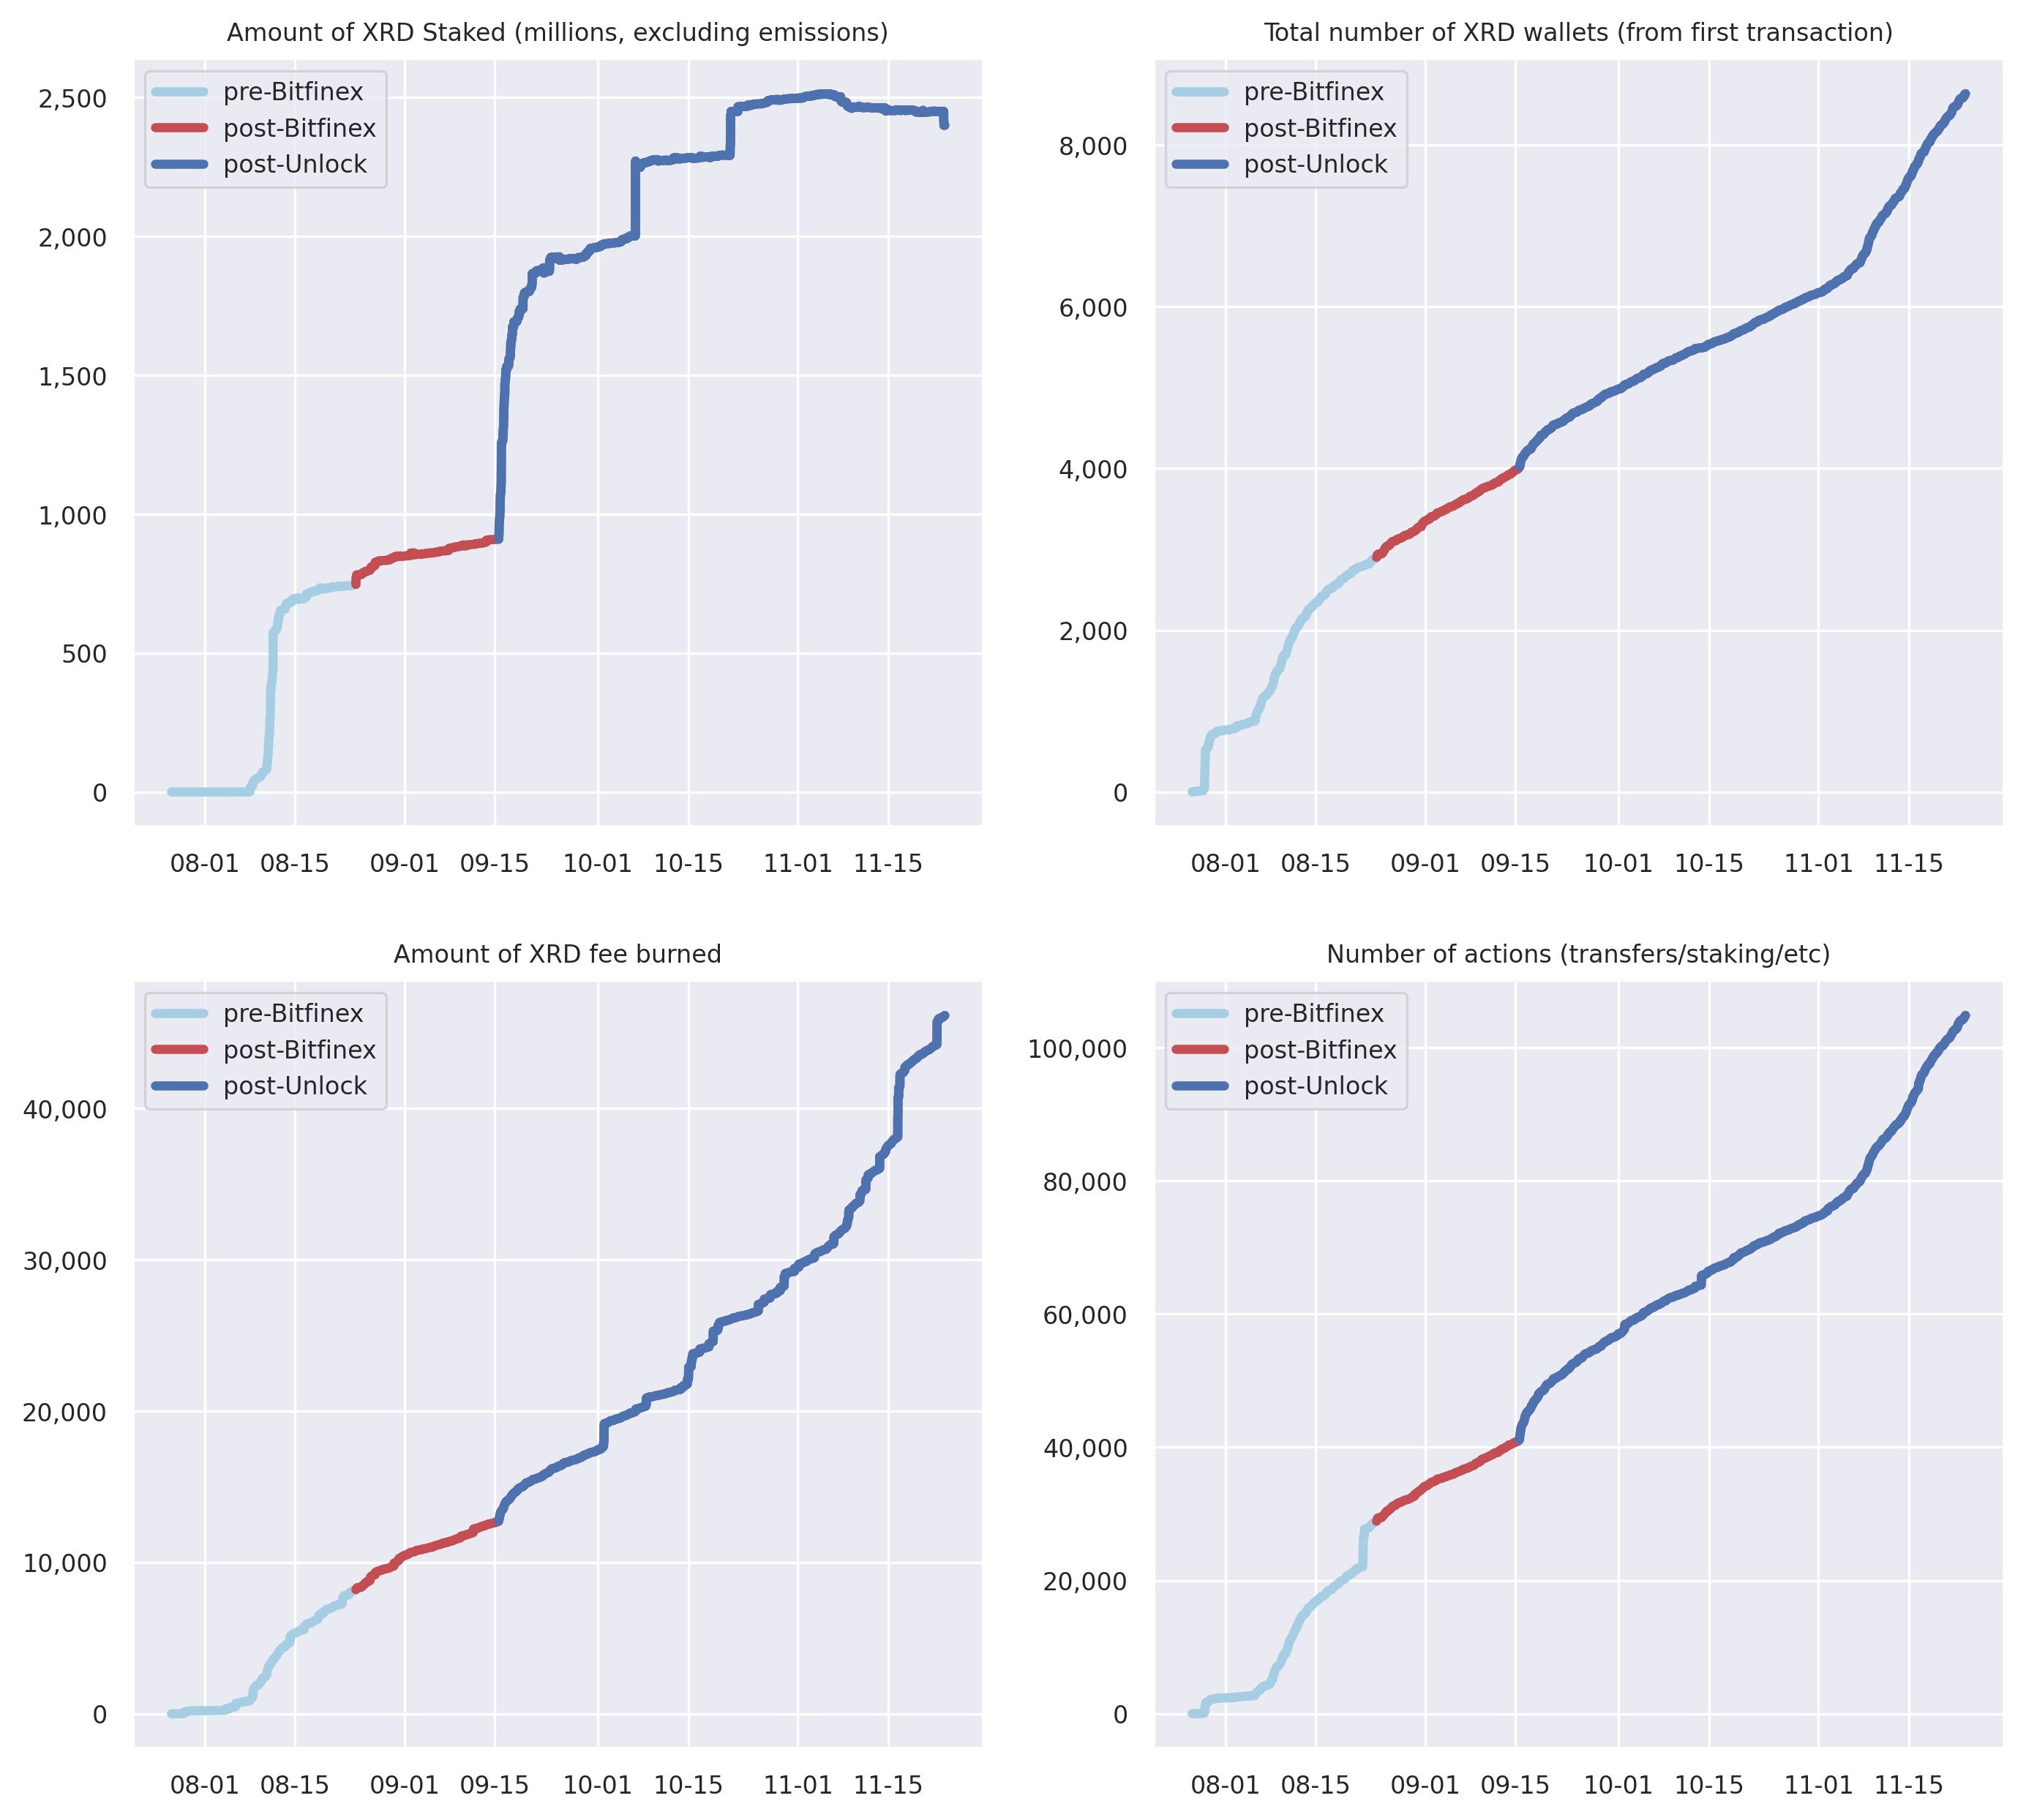 Amount of XRD Staked (millions, excluding emissions)
pre-Bitfinex
post-Bitfinex
post-Unlock
2,500
2,000
1,500
1,000
500
0
08-01 08-15 09-01 09-15 10-01 10-15 11-01 11-15
Total number of XRD wallets (from first transaction)
pre-Bitfinex
post-Bitfinex
post-Unlock
8,000
6,000
4,000
2,000
0
08-01 08-15 09-01 09-15 10-01 10-15 11-01 11-15
Amount of XRD fee burned
pre-Bitfinex
post-Bitfinex
post-Unlock
40,000
30,000
20,000
10,000
0
08-01 08-15 09-01 09-15 10-01 10-15 11-01 11-15
Number of actions (transfers/staking/etc)
pre-Bitfinex
post-Bitfinex
post-Unlock
100,000
80,000
60,000
40,000
20,000
0
08-01 08-15 09-01 09-15 10-01 10-15 11-01 11-15